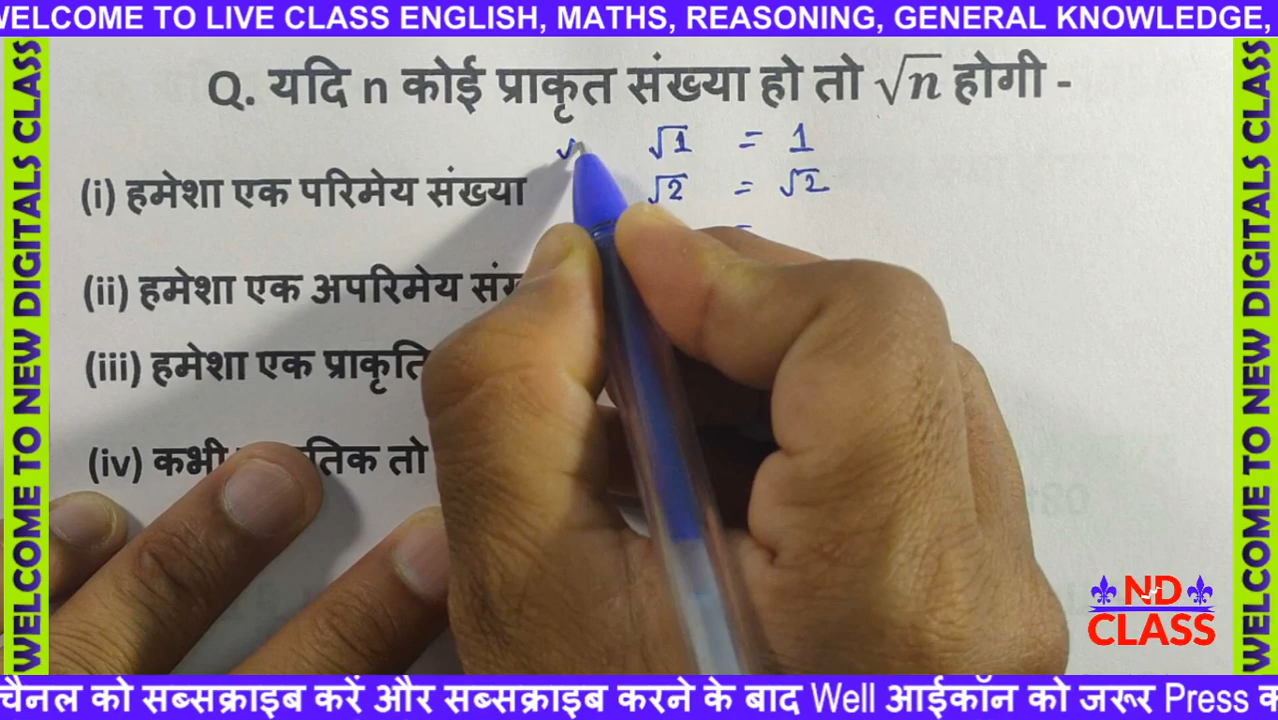 WELCOME TO LIVE CLASS ENGLISH, MATHS, REASONING, GENERAL KNOWLEDGE,
WELCOME TO NEW DIGITALS CLASS
Q. यदि n कोई प्राकृत संख्या हो तो √n होगी -
√1 = 1
(i) हमेशा एक परिमेय संख्या
√2 = √2
=
(ii) हमेशा एक अपरिमेय
(iii) हमेशा एक
(iv) कभी तो
ND
CLASS
WELCOME TO NEW DIGITALS CLASS
चैनल को सब्सक्राइब करें और सब्सक्राइब करने के बाद Well आईकॉन को जरूर Press